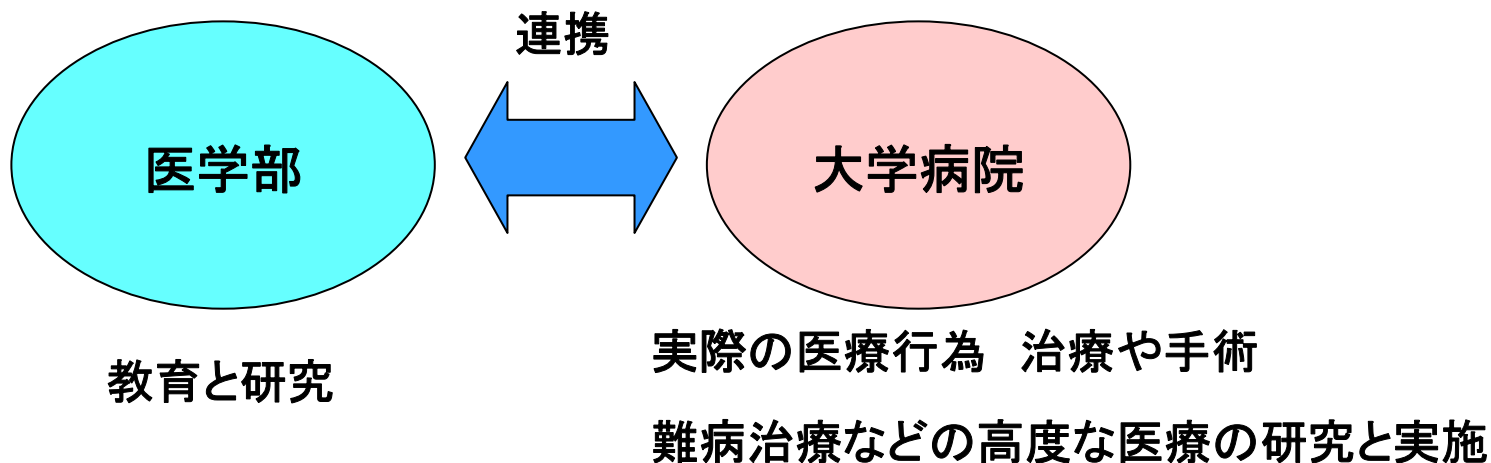 連携
医学部
大学病院
教育と研究
実際の医療行為　治療や手術
難病治療などの高度な医療の研究と実施